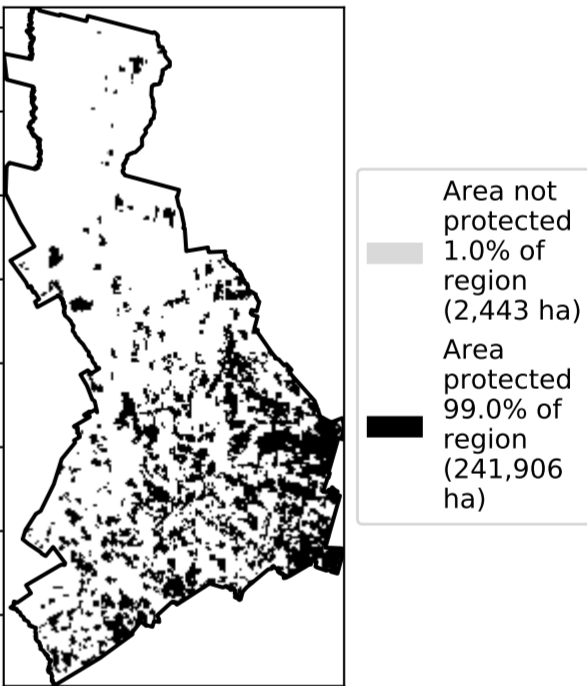 Area not
protected
1.0% of
region
(2,443 ha)
Area
protected
99.0% of
region
(241,906
ha)